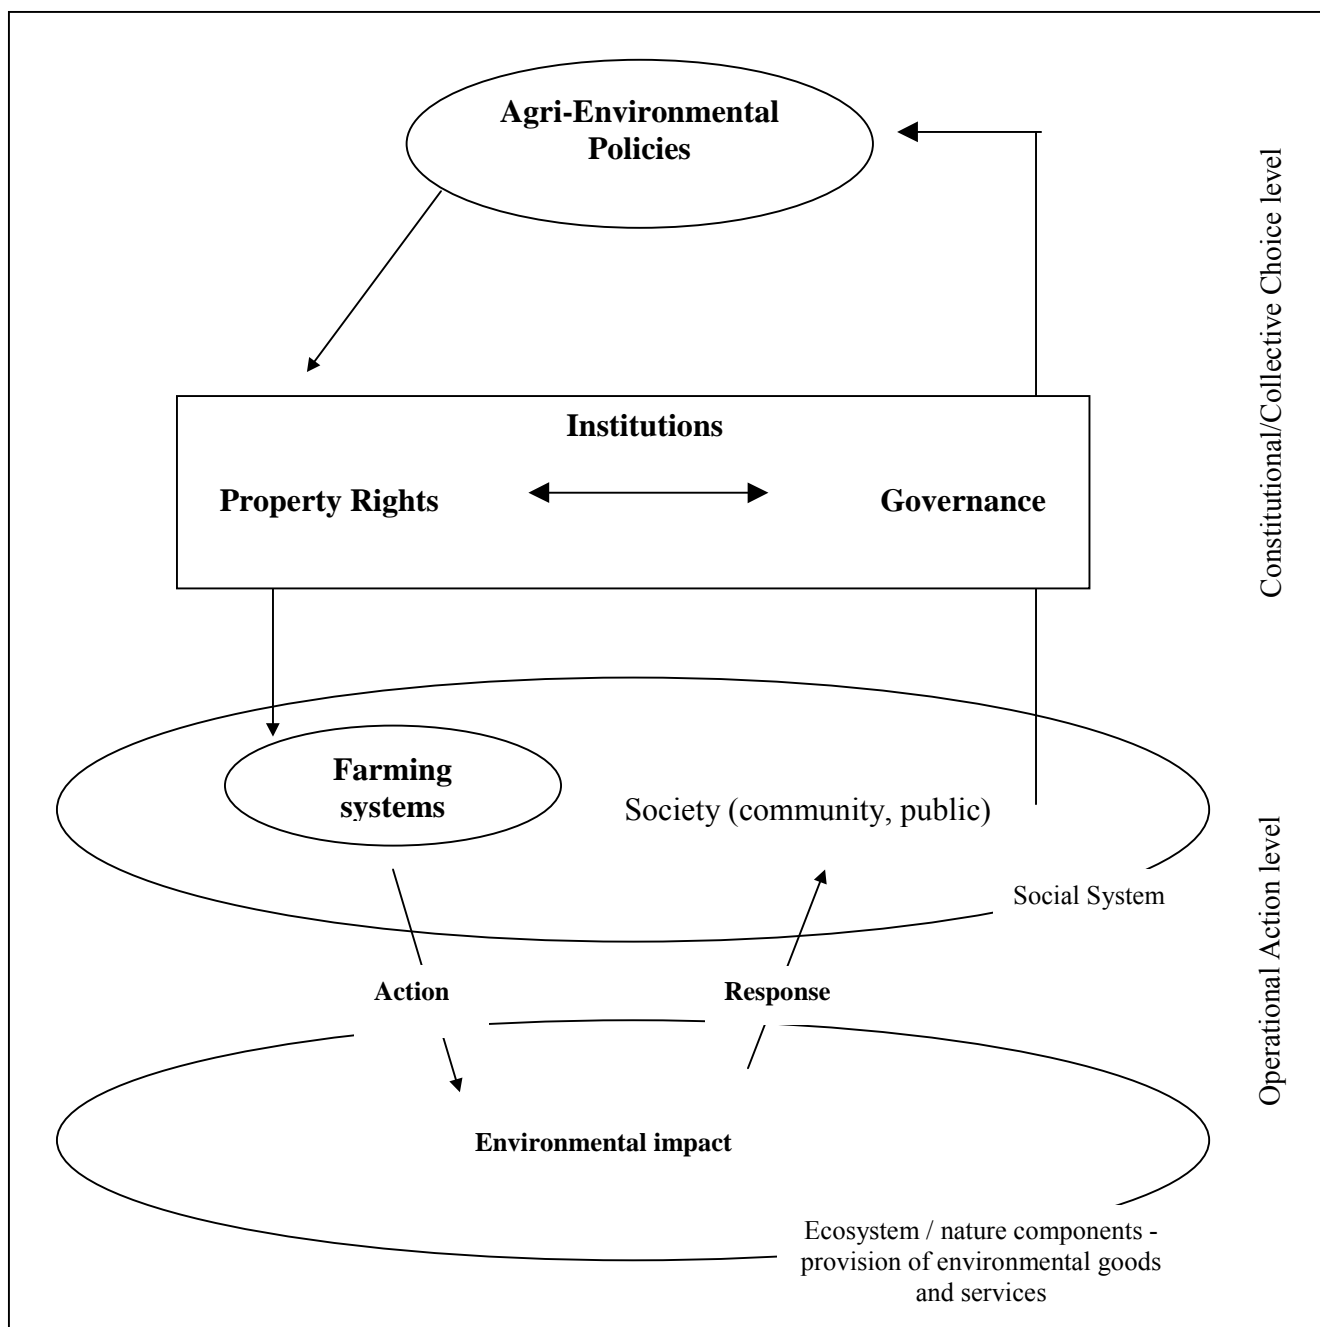 Agri-Environmental
Policies
Constitutional/Collective Choice level
Institutions
Property Rights
Governance
Farming
systems
Society (community, public)
Social System
Operational Action level
Action
Response
Environmental impact
Ecosystem / nature components -
provision of environmental goods
and services